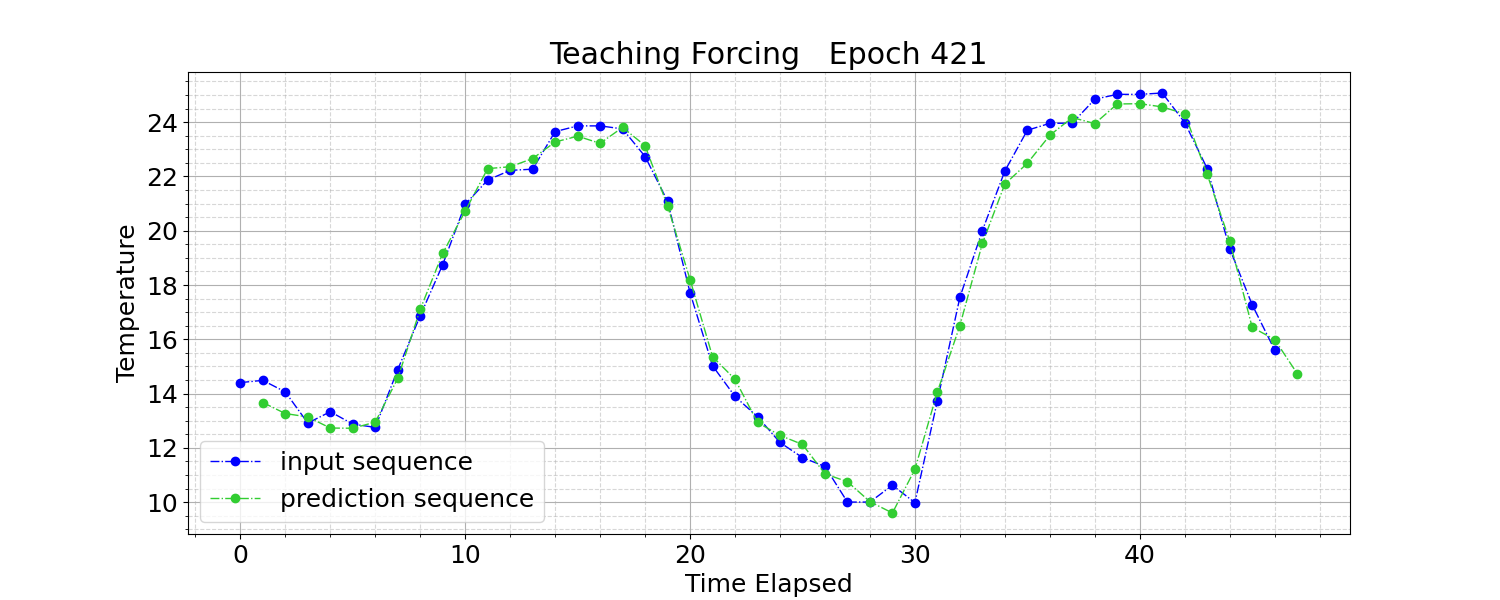 Teaching Forcing   Epoch 421
Temperature
24
22
20
18
16
14
12
10
input sequence
prediction sequence
0 10 20 30 40
Time Elapsed